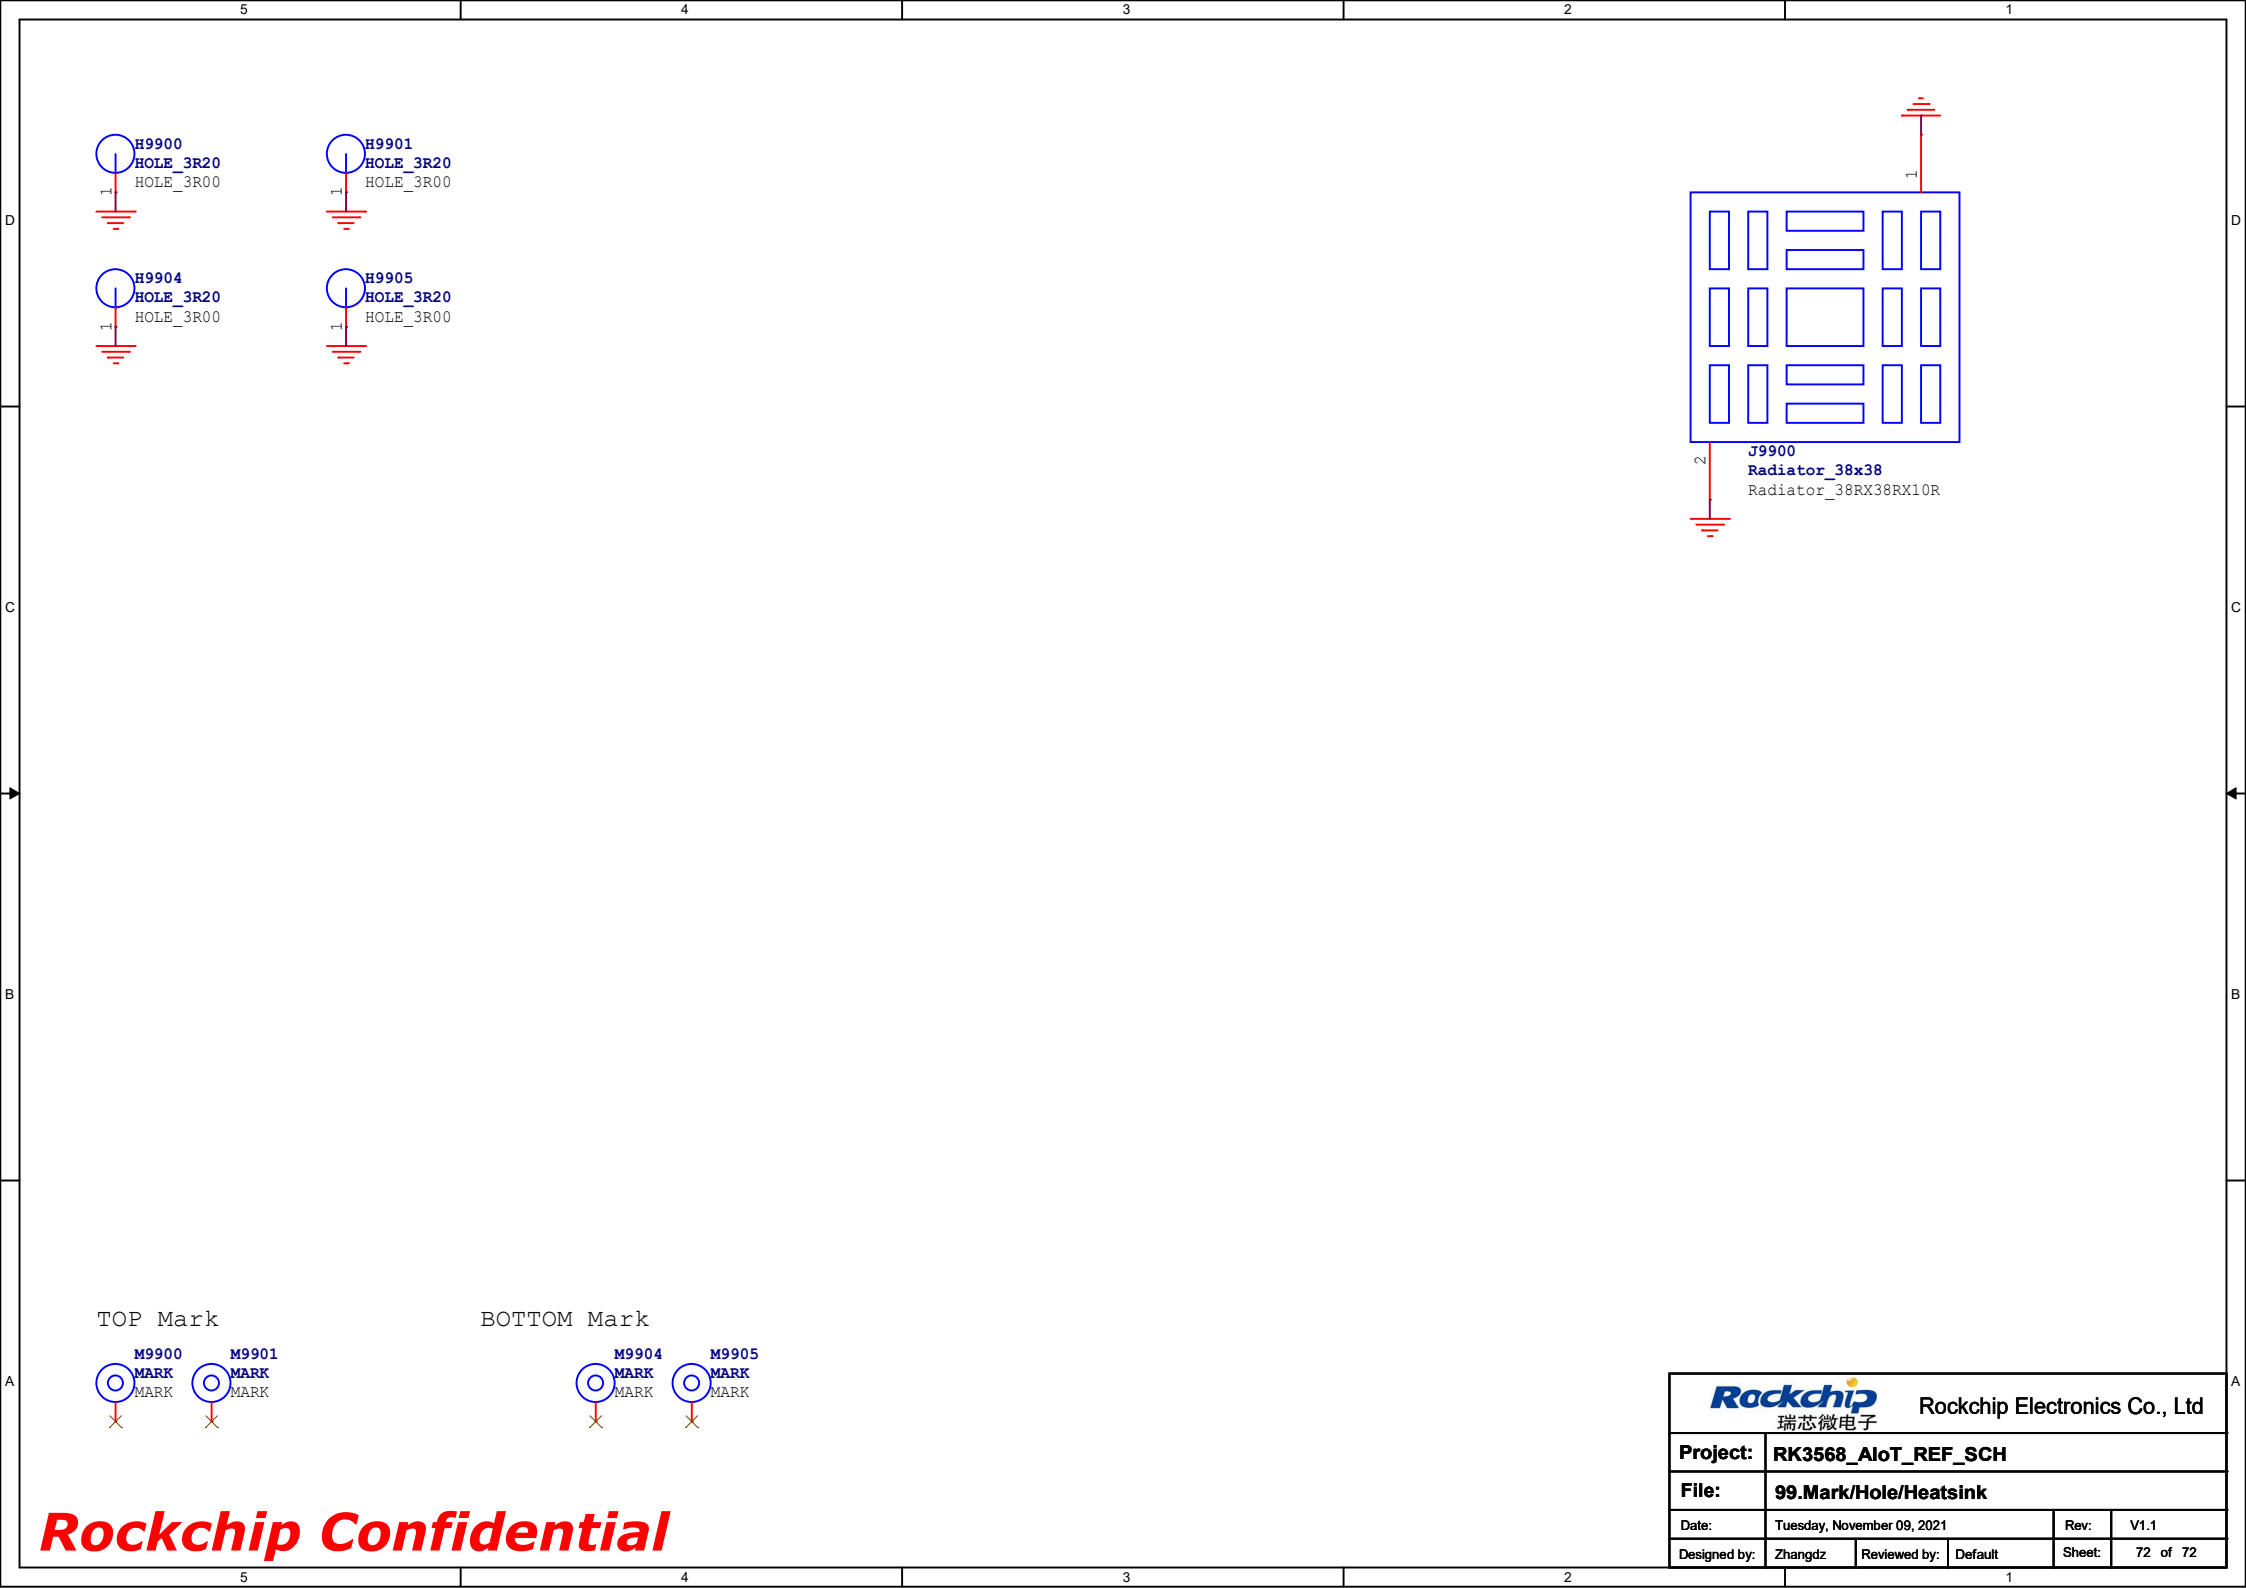 5 4 3 2 1
H9900
HOLE_3R20
HOLE_3R00
1
H9901
HOLE_3R20
HOLE_3R00
1
1
D
D
H9904
HOLE_3R20
HOLE_3R00
1
H9905
HOLE_3R20
HOLE_3R00
1
2
J9900
Radiator_38x38
Radiator_38RX38RX10R
C
C
B
B
TOP Mark
BOTTOM Mark
M9900
MARK
MARK
M9901
MARK
MARK
M9904
MARK
MARK
M9905
MARK
MARK
A
A
Rockchip
瑞芯微电子
Rockchip Electronics Co., Ltd
Project: RK3568_AIoT_REF_SCH
File: 99.Mark/Hole/Heatsink
Date: Tuesday, November 09, 2021 Rev: V1.1
Designed by: Zhangdz Reviewed by: Default Sheet: 72 of 72
Rockchip Confidential
5 4 3 2 1